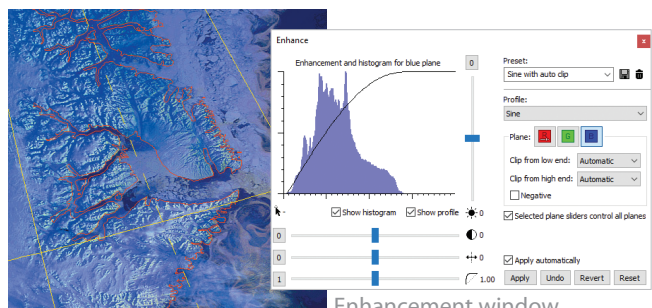 Enhance
x
Enhancement and histogram for blue plane
0
Preset:
Sine with auto clip
Profile:
Sine
Plane:
R
G
B
Clip from low end:
Automatic
Clip from high end:
Automatic
Negative
-
Show histogram
Show profile
0
Selected plane sliders control all planes
0
0
0
0
1
1.00
Apply automatically
Apply
Undo
Revert
Reset
Enhancement window